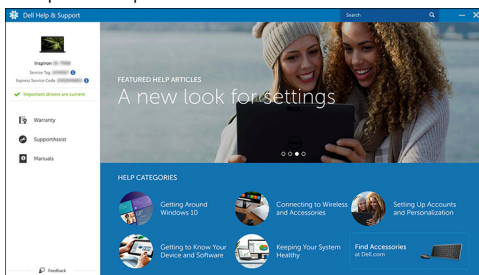 Dell Help & Support
Search
Inspiron
Service Tag
Express Service Code
Important drivers are current
Warranty
SupportAssist
Manuals
Feedback
FEATURED HELP ARTICLES
A new look for settings
HELP CATEGORIES
Getting Around
Windows 10
Connecting to Wireless
and Accessories
Setting Up Accounts
and Personalization
Getting to Know Your
Device and Software
Keeping Your System
Healthy
Find Accessories
at Dell.com